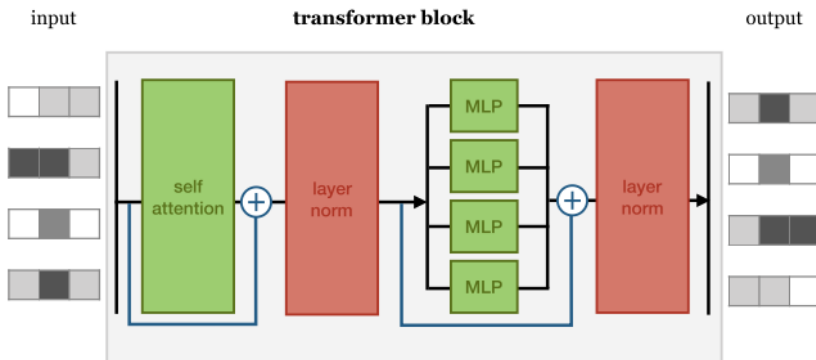 input
transformer block
output
self
attention
layer
norm
MLP
MLP
MLP
MLP
layer
norm